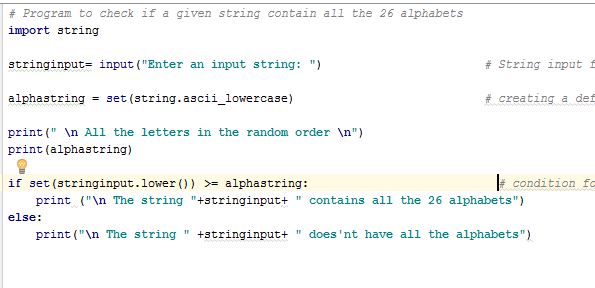 # Program to check if a given string contain all the 26 alphabets
import string
stringinput= input("Enter an input string: ") # String input f
alphastring = set(string.ascii_lowercase) # creating a def
print(" \n All the letters in the random order \n")
print(alphastring)
if set(stringinput.lower()) >= alphastring: # condition fo
    print ("\n The string "+stringinput+ " contains all the 26 alphabets")
else:
    print("\n The string " +stringinput+ " does'nt have all the alphabets")